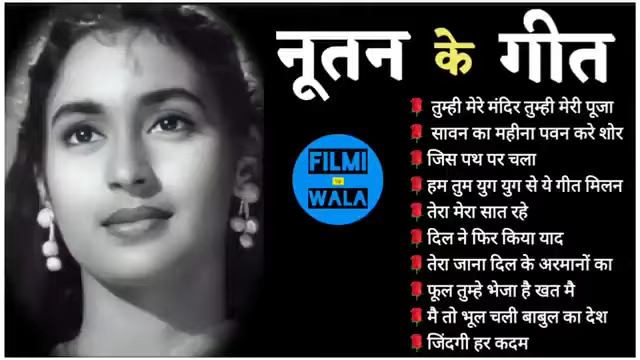 नूतन के गीत
तुम्ही मेरे मंदिर तुम्ही मेरी पूजा
सावन का महीना पवन करे शोर
जिस पथ पर चला
हम तुम युग युग से ये गीत मिलन
तेरा मेरा सात रहे
दिल ने फिर किया याद
तेरा जाना दिल के अरमानों का
फूल तुम्हे भेजा है खत मै
मै तो भूल चली बाबुल का देश
जिंदगी हर कदम
FILMI
WALA